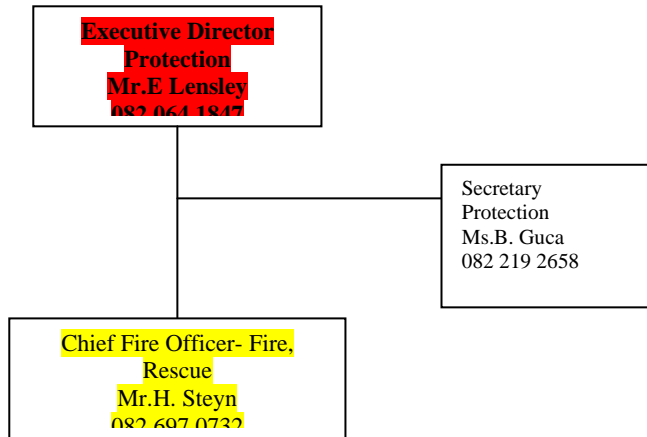 Executive Director
Protection
Mr.E Lensley
082 064 1847
Secretary
Protection
Ms.B. Guca
082 219 2658
Chief Fire Officer- Fire,
Rescue
Mr.H. Steyn
082 697 0732